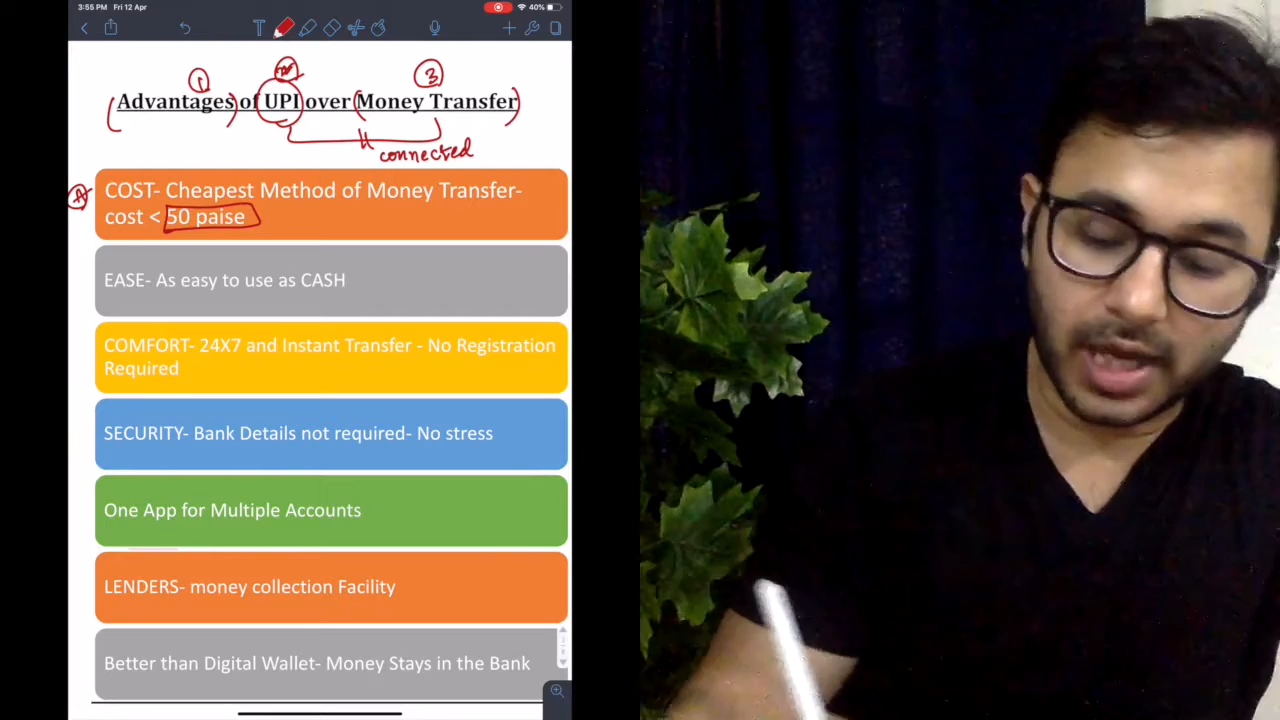 3:55 PM Fri 12 Apr
40%
T
1
3
Advantages of UPI over Money Transfer
connected
COST- Cheapest Method of Money Transfer-
cost < 50 paise
EASE- As easy to use as CASH
COMFORT- 24X7 and Instant Transfer - No Registration
Required
SECURITY- Bank Details not required- No stress
One App for Multiple Accounts
LENDERS- money collection Facility
Better than Digital Wallet- Money Stays in the Bank